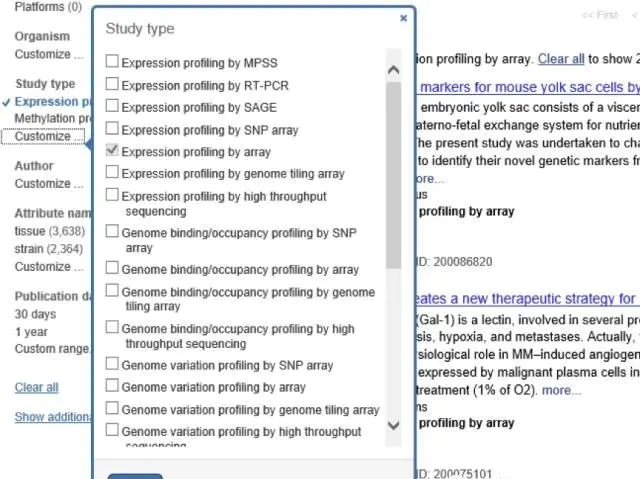 Platforms (0)
Organism
Customize ...
Study type
Expression pr
Methylation pr
Customize ...
Author
Customize ...
Attribute nam
tissue (3,638)
strain (2,364)
Customize ...
Publication da
30 days
1 year
Custom range.
Clear all
Show additiona
Study type
Expression profiling by MPSS
Expression profiling by RT-PCR
Expression profiling by SAGE
Expression profiling by SNP array
Expression profiling by array
Expression profiling by genome tiling array
Expression profiling by high throughput
sequencing
Genome binding/occupancy profiling by SNP
array
Genome binding/occupancy profiling by array
Genome binding/occupancy profiling by genome
tiling array
Genome binding/occupancy profiling by high
throughput sequencing
Genome variation profiling by SNP array
Genome variation profiling by array
Genome variation profiling by genome tiling array
Genome variation profiling by high throughput
sequencing
<< First <
ion profiling by array. Clear all to show 2
markers for mouse yolk sac cells by
embryonic yolk sac consists of a viscer
aterno-fetal exchange system for nutrien
he present study was undertaken to cha
to identify their novel genetic markers fr
ore...
us
profiling by array
ID: 200086820
eates a new therapeutic strategy for
(Gal-1) is a lectin, involved in several pro
sis, hypoxia, and metastases. Actually,
siological role in MM–induced angiogen
expressed by malignant plasma cells in
treatment (1% of O2). more...
ns
profiling by array
ID: 200075101